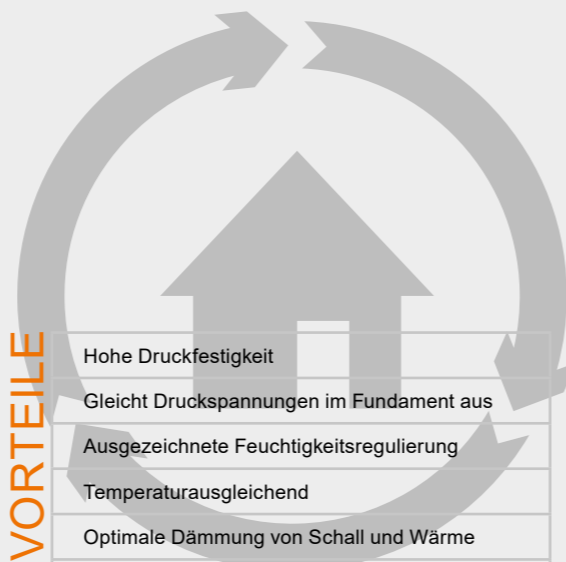 VORTEILE
Hohe Druckfestigkeit
Gleicht Druckspannungen im Fundament aus
Ausgezeichnete Feuchtigkeitsregulierung
Temperaturausgleichend
Optimale Dämmung von Schall und Wärme